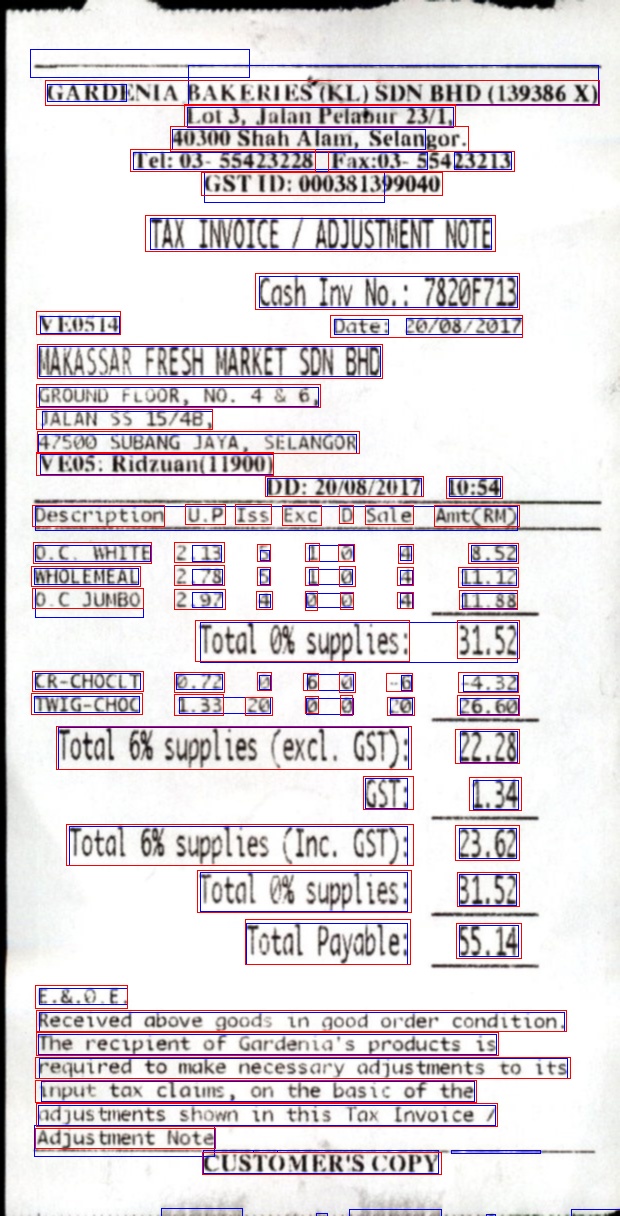 GARDENIA BAKERIES (KL) SDN BHD (139386 X)
Lot 3, Jalan Pelabur 23/1,
40300 Shah Alam, Selangor.
Tel: 03- 55423228 Fax:03- 55423213
GST ID: 000381399040
TAX INVOICE / ADJUSTMENT NOTE
Cash Inv No.: 7820F713
VE0514 Date: 20/08/2017
MAKASSAR FRESH MARKET SDN BHD
GROUND FLOOR, NO. 4 & 6,
JALAN SS 15/4B,
47500 SUBANG JAYA, SELANGOR
VE05: Ridzuan(11900)
DD: 20/08/2017 10:54
Description U.P Iss Exc D Sale Amt(RM)
O.C. WHITE 2.13 5 1 0 4 8.52
WHOLEMEAL 2.78 5 1 0 4 11.12
O.C JUMBO 2.97 4 0 0 4 11.88
Total 0% supplies: 31.52
CR-CHOCLT 0.72 0 6 0 -6 -4.32
TWIG-CHOC 1.33 20 0 0 20 26.60
Total 6% supplies (excl. GST): 22.28
GST: 1.34
Total 6% supplies (Inc. GST): 23.62
Total 0% supplies: 31.52
Total Payable: 55.14
E.&.O.E.
Received above goods in good order condition.
The recipient of Gardenia's products is
required to make necessary adjustments to its
input tax claims, on the basic of the
adjustments shown in this Tax Invoice /
Adjustment Note
CUSTOMER'S COPY